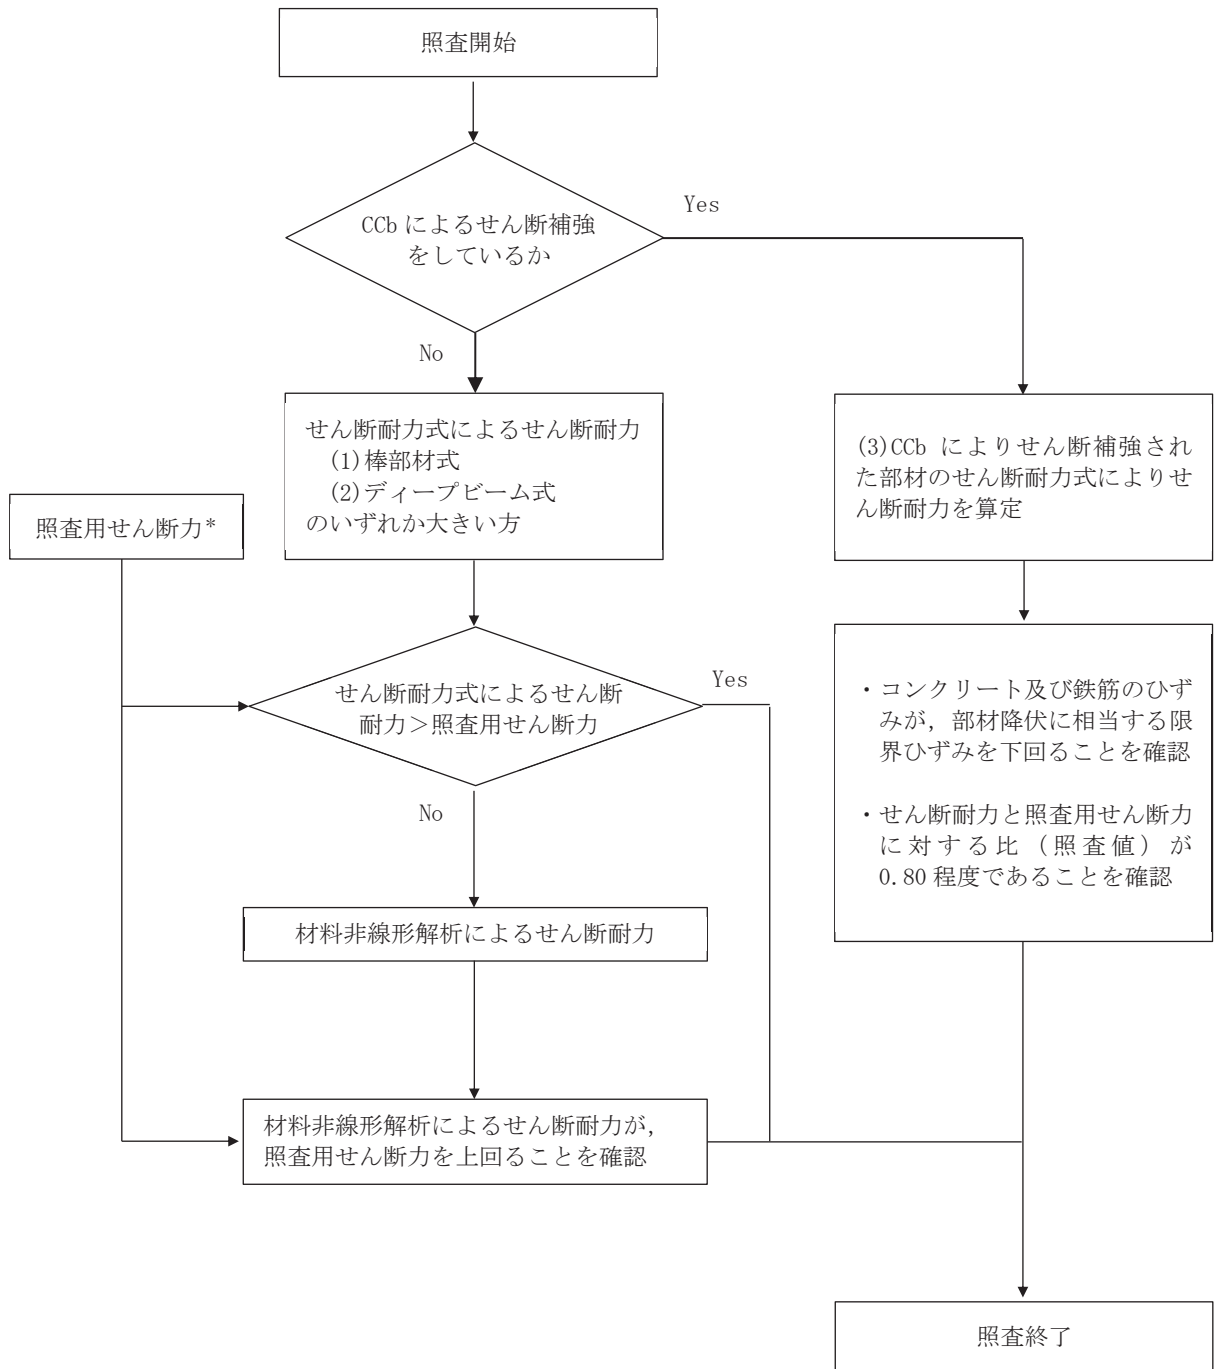 照査開始
CCb によるせん断補強
をしているか
Yes
No
せん断耐力式によるせん断耐力
(1)棒部材式
(2)ディープビーム式
のいずれか大きい方
(3)CCb によりせん断補強され
た部材のせん断耐力式によりせ
ん断耐力を算定
照査用せん断力*
せん断耐力式によるせん断
耐力＞照査用せん断力
Yes
No
・コンクリート及び鉄筋のひず
みが，部材降伏に相当する限
界ひずみを下回ることを確認
・せん断耐力と照査用せん断力
に対する比（照査値）が
0.80 程度であることを確認
材料非線形解析によるせん断耐力
材料非線形解析によるせん断耐力が，
照査用せん断力を上回ることを確認
照査終了